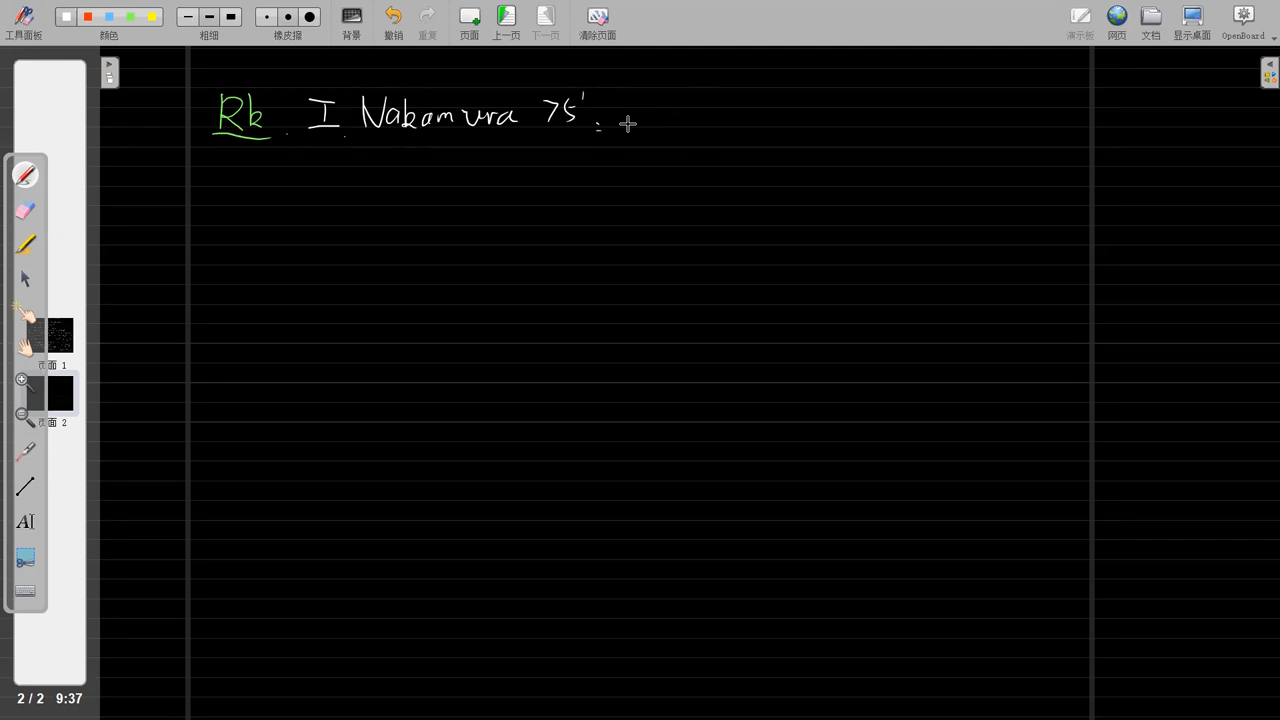 工具面板 颜色 粗细 橡皮擦 背景 撤销 重复 页面 上一页 下一页 清除页面 演示板 网页 文档 显示桌面 OpenBoard
Rk. I. Nakamura 75':
页面 1
页面 2
2 / 2 9:37